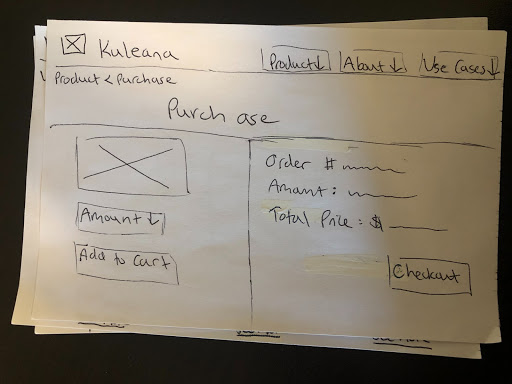 Kuleana
Product↓ About↓ Use Cases↓
Product < Purchase
Purchase
Amount ↓
Add to Cart
Order #
Amount:
Total Price: $
Checkout